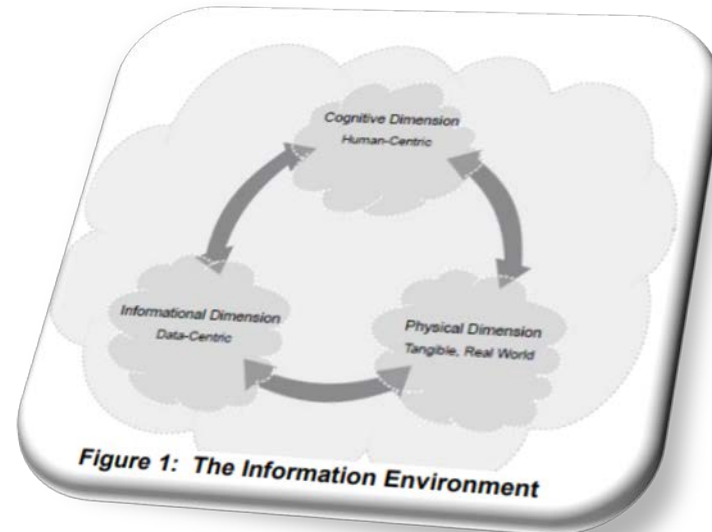 Cognitive Dimension
Human-Centric
Informational Dimension
Data-Centric
Physical Dimension
Tangible, Real World
Figure 1:  The Information Environment